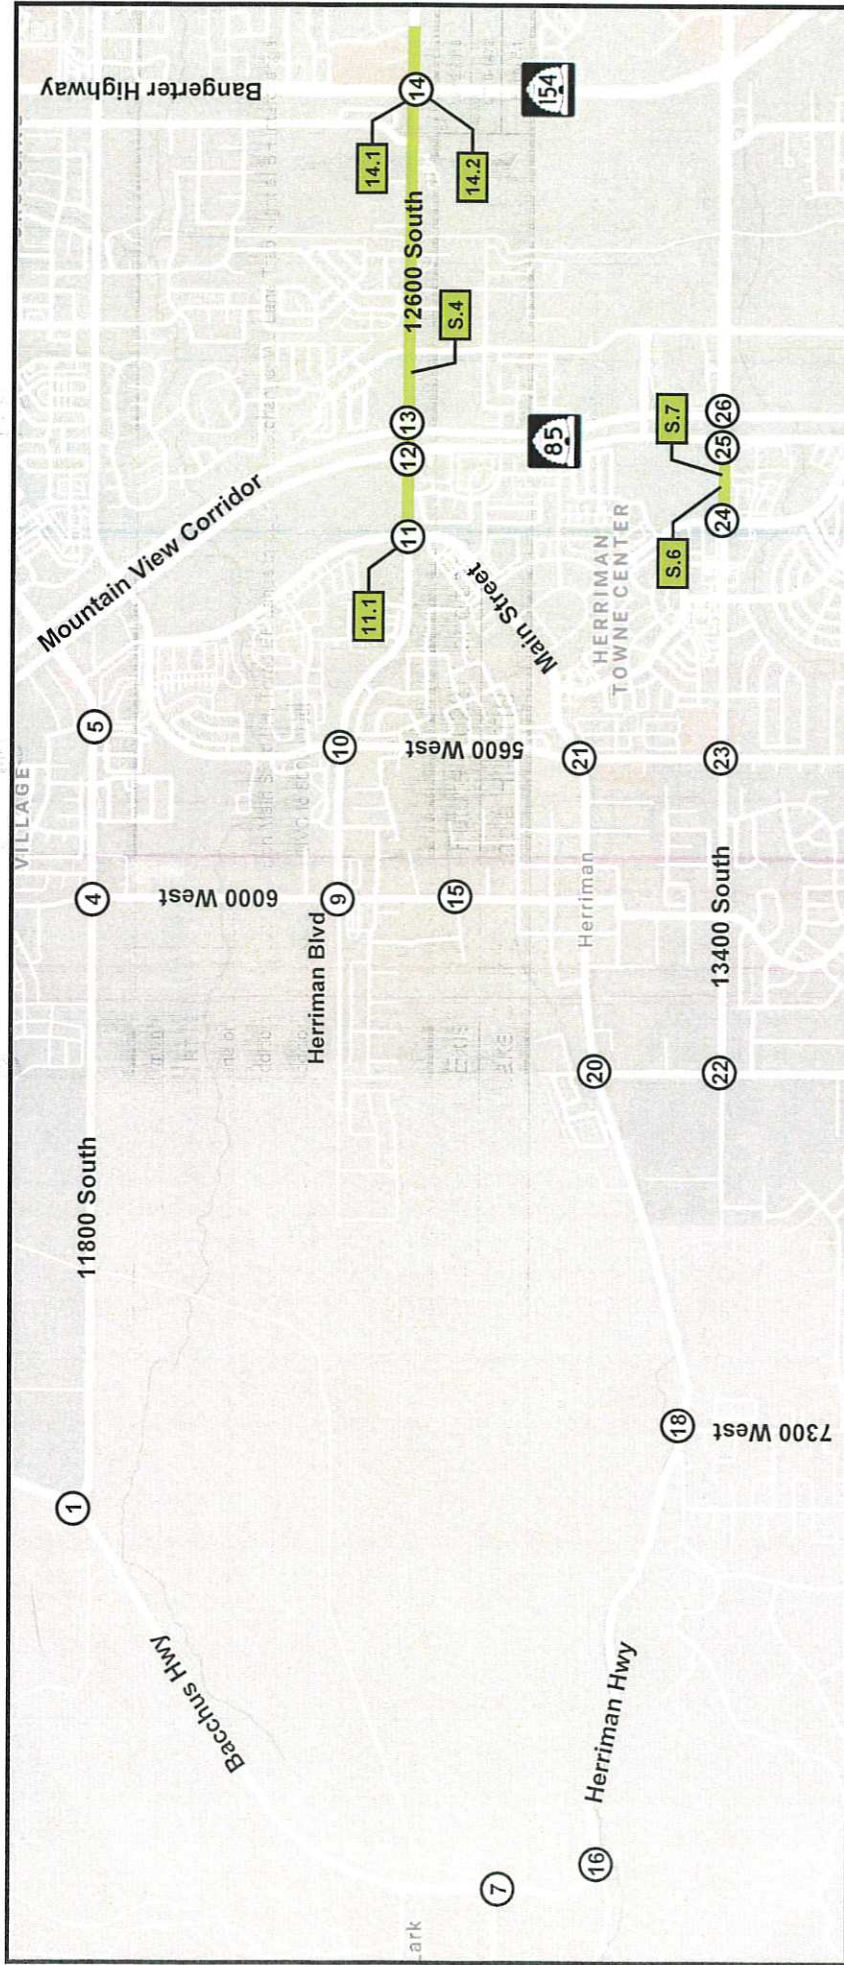 VILLAGE
Bangerter Highway
Mountain View Corridor
11800 South
Bacchus Hwy
1
4
5
6000 West
Herriman Blvd
9
10
11.1
11
12
13
12600 South
S.4
14.1
14
14.2
154
85
5600 West
Main Street
15
7
16
Herriman Hwy
18
7300 West
20
Herriman
21
HERRIMAN
TOWNE CENTER
22
13400 South
23
S.6
24
S.7
25
26